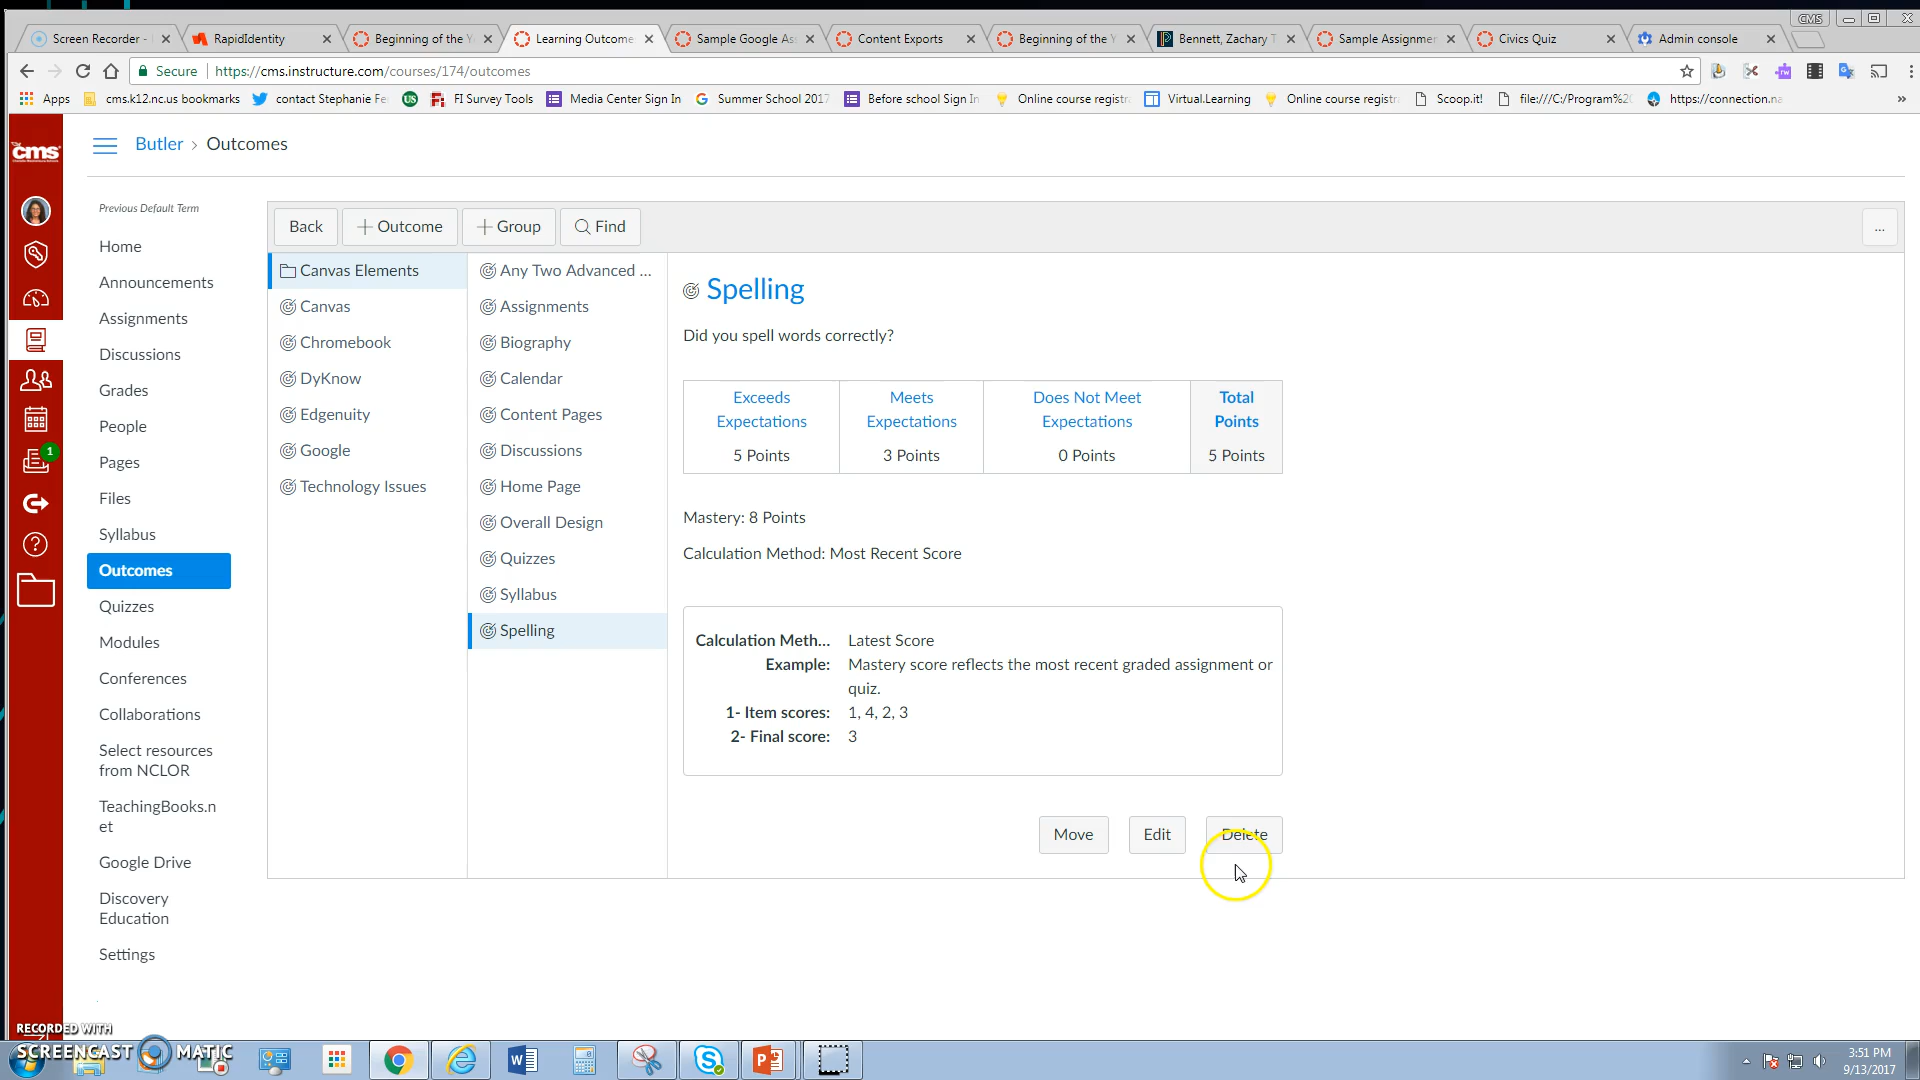 CMS
Screen Recorder -
RapidIdentity
Beginning of the Y
Learning Outcome
Sample Google As
Content Exports
Beginning of the Y
Bennett, Zachary T
Sample Assignmen
Civics Quiz
Admin console
Secure
https://cms.instructure.com/courses/174/outcomes
Apps
cms.k12.nc.us bookmarks
contact Stephanie Fe
US
FI Survey Tools
Media Center Sign In
Summer School 2017
Before school Sign In
Online course registr
Virtual.Learning
Online course registr
Scoop.it!
file:///C:/Program%20
https://connection.na
»
cms
Butler › Outcomes
Previous Default Term
Home
Announcements
Assignments
Discussions
Grades
People
Pages
Files
Syllabus
Outcomes
Quizzes
Modules
Conferences
Collaborations
Select resources
from NCLOR
TeachingBooks.n
et
Google Drive
Discovery
Education
Settings
1
Back
+ Outcome
+ Group
Find
...
Canvas Elements
Canvas
Chromebook
DyKnow
Edgenuity
Google
Technology Issues
Any Two Advanced ...
Assignments
Biography
Calendar
Content Pages
Discussions
Home Page
Overall Design
Quizzes
Syllabus
Spelling
Spelling
Did you spell words correctly?
Exceeds
Expectations
5 Points
Meets
Expectations
3 Points
Does Not Meet
Expectations
0 Points
Total
Points
5 Points
Mastery: 8 Points
Calculation Method: Most Recent Score
Calculation Meth... Latest Score
Example: Mastery score reflects the most recent graded assignment or
quiz.
1- Item scores: 1, 4, 2, 3
2- Final score: 3
Move
Edit
Delete
RECORDED WITH
SCREENCAST MATIC
3:51 PM
9/13/2017